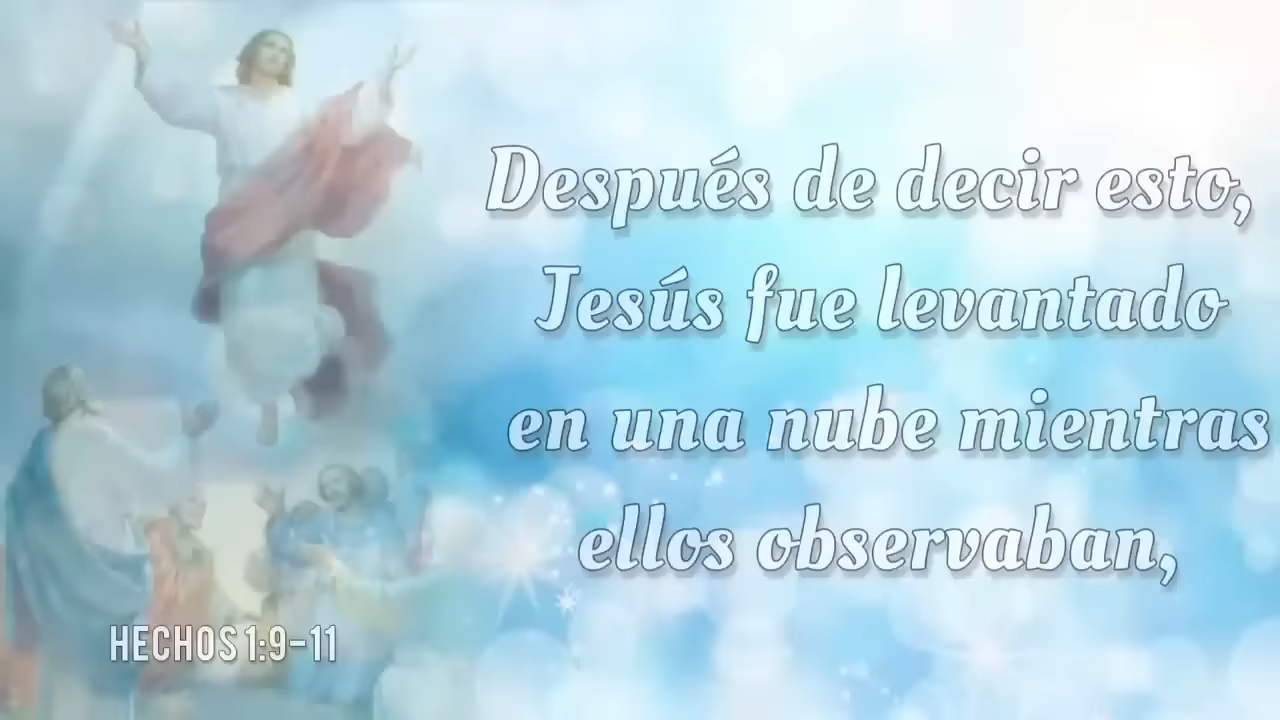 Después de decir esto,
Jesús fue levantado
en una nube mientras
ellos observaban,
HECHOS 1:9-11